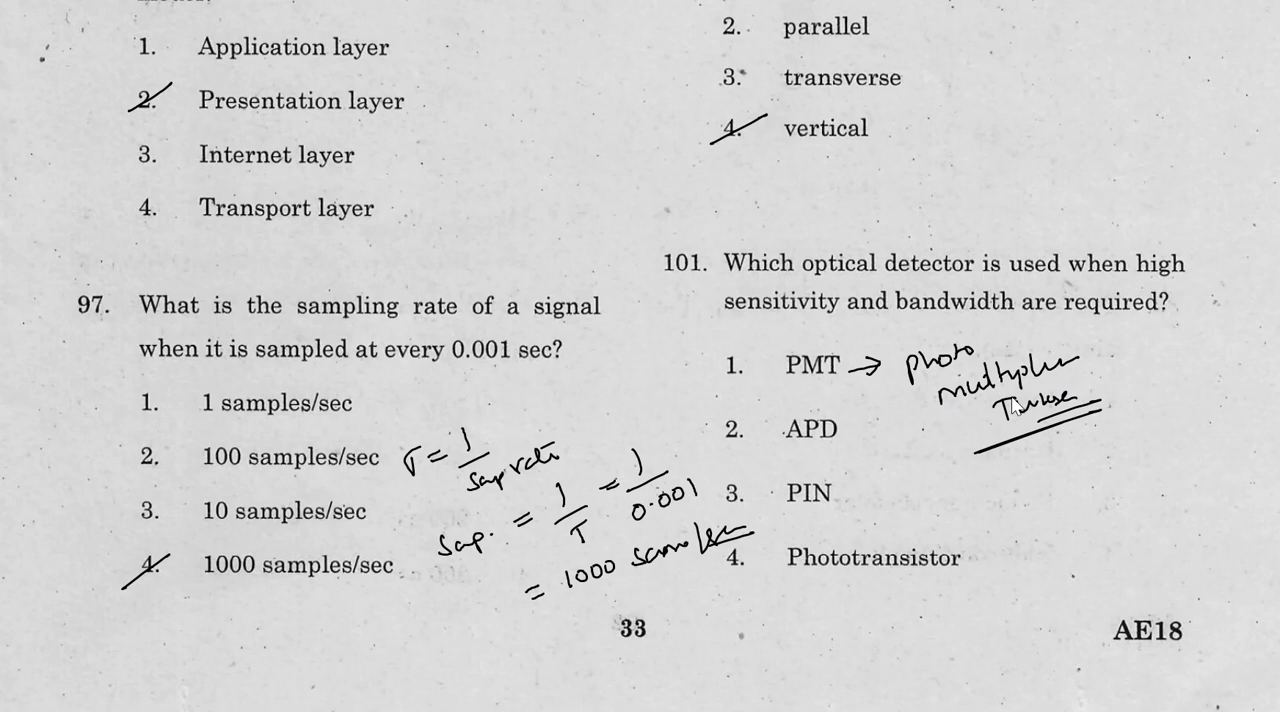 1. Application layer
2. Presentation layer
3. Internet layer
4. Transport layer
97. What is the sampling rate of a signal
when it is sampled at every 0.001 sec?
1. 1 samples/sec
2. 100 samples/sec
3. 10 samples/sec
4. 1000 samples/sec
T = 1
sap rate
Sap. = 1 = 1
T 0.001
= 1000
2. parallel
3. transverse
4. vertical
101. Which optical detector is used when high
sensitivity and bandwidth are required?
1. PMT → photo
2. APD
3. PIN
4. Phototransistor
33
AE18